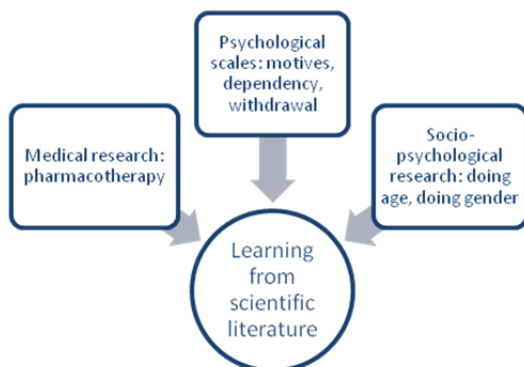 Psychological
scales: motives,
dependency,
withdrawal
Medical research:
pharmacotherapy
Socio-
psychological
research: doing
age, doing gender
Learning
from
scientific
literature